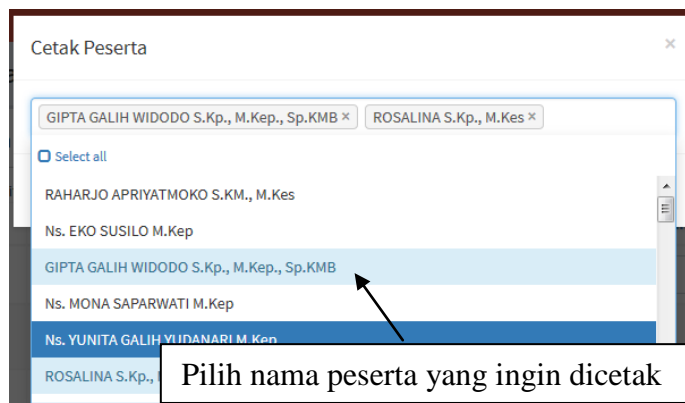 Cetak Peserta ×
GIPTA GALIH WIDODO S.Kp., M.Kep., Sp.KMB × ROSALINA S.Kp., M.Kes ×
Select all
RAHARJO APRIYATMOKO S.KM., M.Kes
Ns. EKO SUSILO M.Kep
GIPTA GALIH WIDODO S.Kp., M.Kep., Sp.KMB
Ns. MONA SAPARWATI M.Kep
Ns. YUNITA GALIH YUDANARI M.Kep
ROSALINA S.Kp.,
Pilih nama peserta yang ingin dicetak